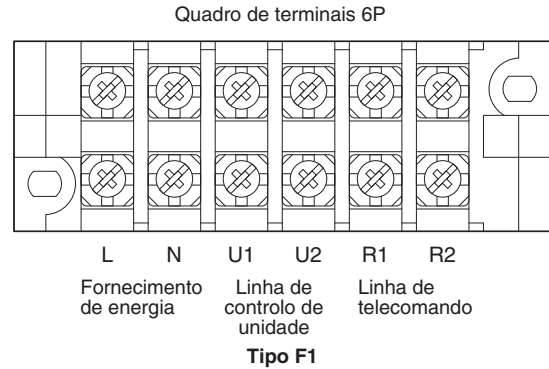 Quadro de terminais 6P
L N U1 U2 R1 R2
Fornecimento Linha de Linha de
de energia controlo de telecomando
unidade
Tipo F1